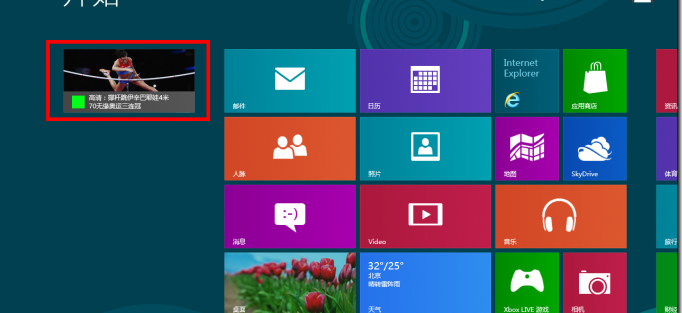 开始
高清：撑杆跳伊辛巴耶娃4米
70无缘奥运三连冠
邮件
日历
Internet
Explorer
应用商店
资讯
人脉
照片
地图
SkyDrive
体育
消息
Video
音乐
旅行
桌面
32°/25°
北京
晴转雷阵雨
天气
Xbox LIVE 游戏
相机
财经